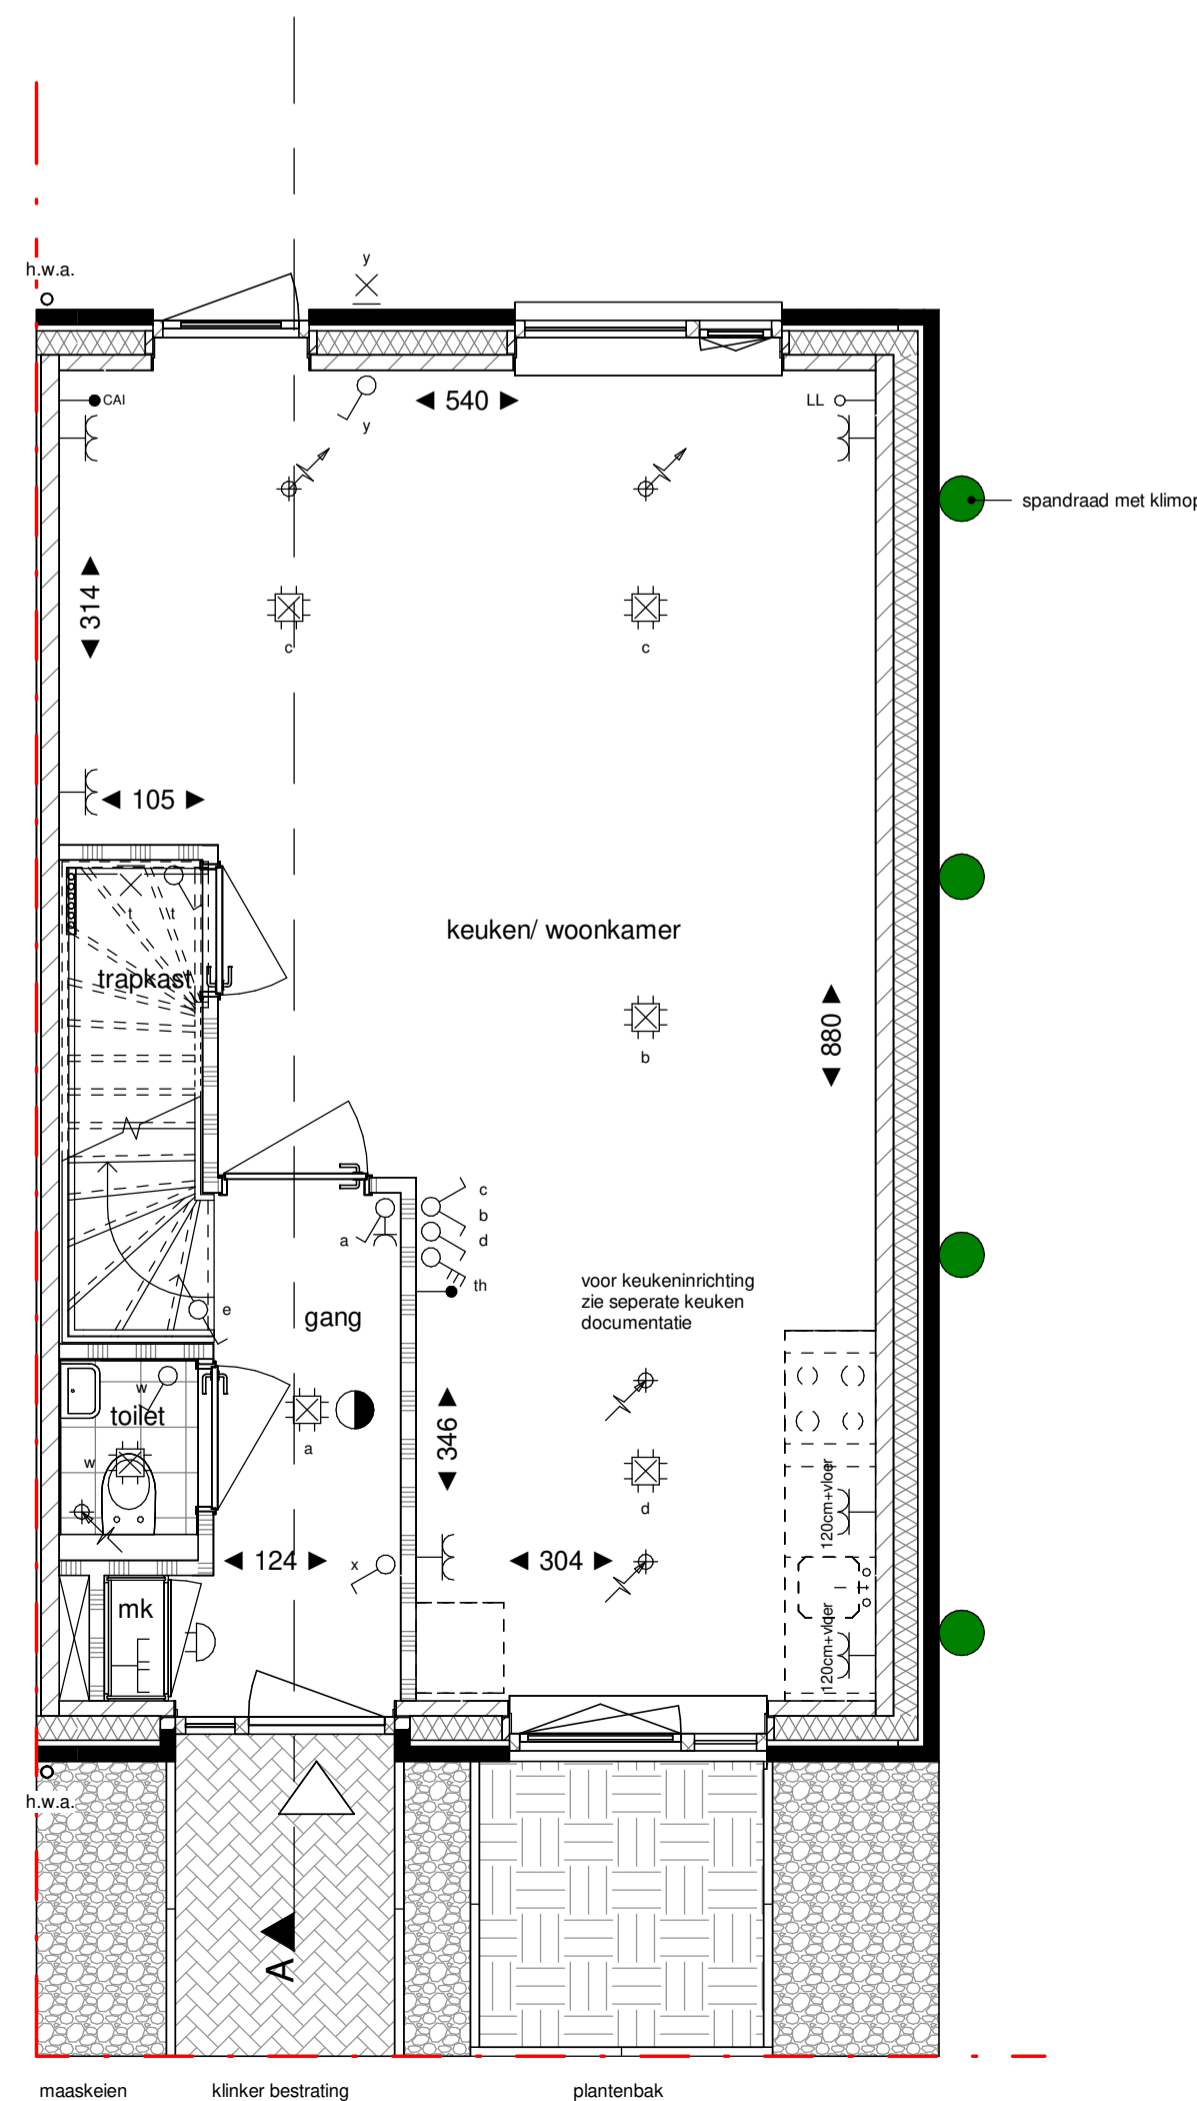 h.w.a.
y
CAI
y
◄ 540 ►
LL
spandraad met klimop
◄ 314 ►
c
c
◄ 105 ►
t
t
trapkast
keuken/ woonkamer
b
◄ 880 ►
c
b
a
d
th
e
gang
voor keukeninrichting
zie seperate keuken
documentatie
w
toilet
a
◄ 346 ►
w
d
120cm+vloer
◄ 124 ►
x
◄ 304 ►
mk
120cm+vloer
h.w.a.
A
maaskeien
klinker bestrating
plantenbak